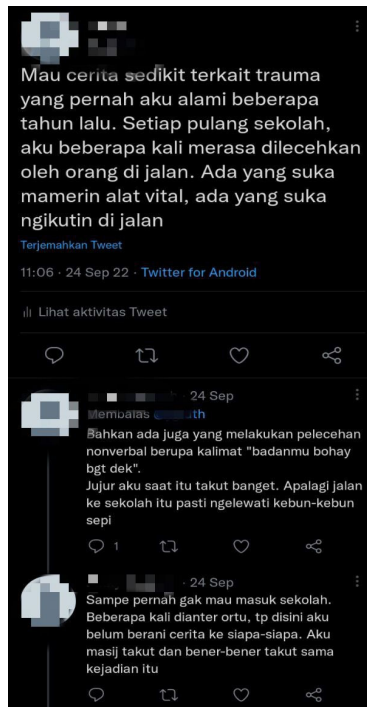 Mau cerita sedikit terkait trauma
yang pernah aku alami beberapa
tahun lalu. Setiap pulang sekolah,
aku beberapa kali merasa dilecehkan
oleh orang di jalan. Ada yang suka
mamerin alat vital, ada yang suka
ngikutin di jalan
Terjemahkan Tweet
11:06 · 24 Sep 22 · Twitter for Android
Lihat aktivitas Tweet
· 24 Sep
Membalas
Bahkan ada juga yang melakukan pelecehan
nonverbal berupa kalimat "badanmu bohay
bgt dek".
Jujur aku saat itu takut banget. Apalagi jalan
ke sekolah itu pasti ngelewati kebun-kebun
sepi
1
· 24 Sep
Sampe pernah gak mau masuk sekolah.
Beberapa kali dianter ortu, tp disini aku
belum berani cerita ke siapa-siapa. Aku
masij takut dan bener-bener takut sama
kejadian itu